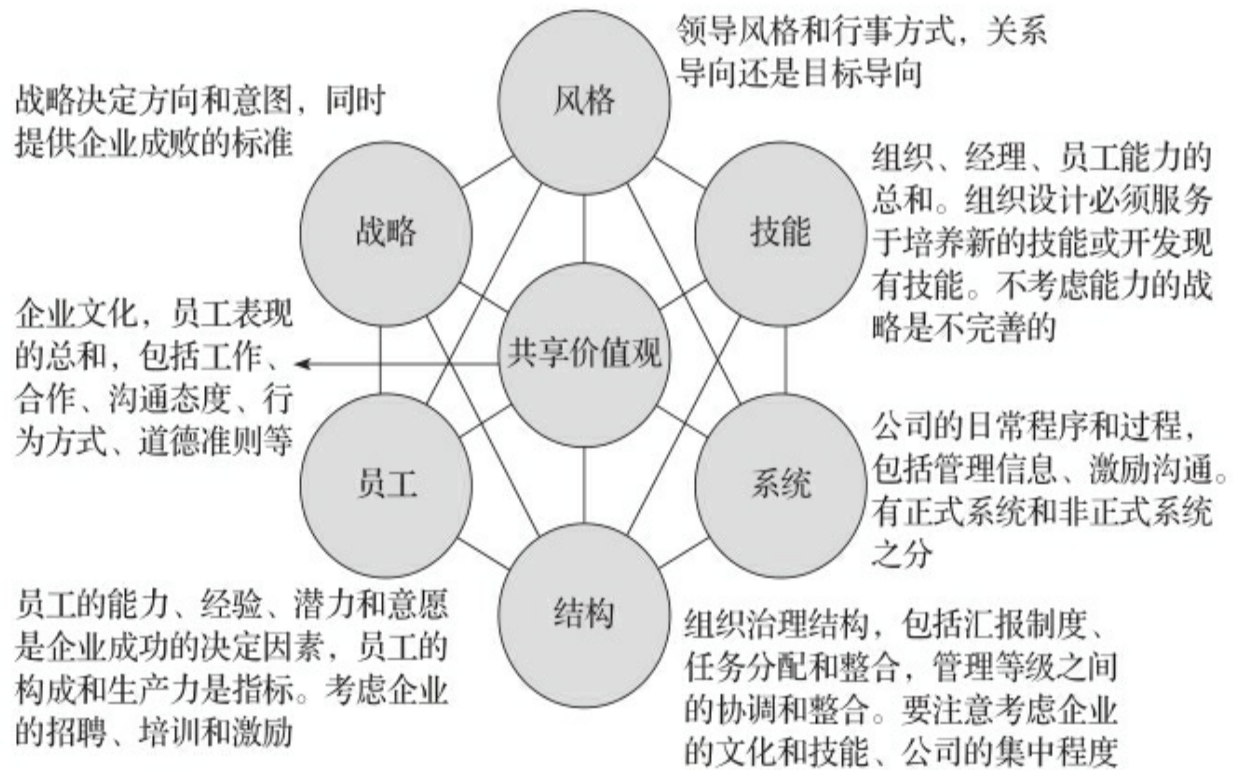 领导风格和行事方式，关系
导向还是目标导向
风格
战略决定方向和意图，同时
提供企业成败的标准
战略
技能
组织、经理、员工能力的
总和。组织设计必须服务
于培养新的技能或开发现
有技能。不考虑能力的战
略是不完善的
企业文化，员工表现
的总和，包括工作、
合作、沟通态度、行
为方式、道德准则等
共享价值观
员工
系统
公司的日常程序和过程，
包括管理信息、激励沟通。
有正式系统和非正式系统
之分
员工的能力、经验、潜力和意愿
是企业成功的决定因素，员工的
构成和生产力是指标。考虑企业
的招聘、培训和激励
结构
组织治理结构，包括汇报制度、
任务分配和整合，管理等级之间
的协调和整合。要注意考虑企业
的文化和技能、公司的集中程度